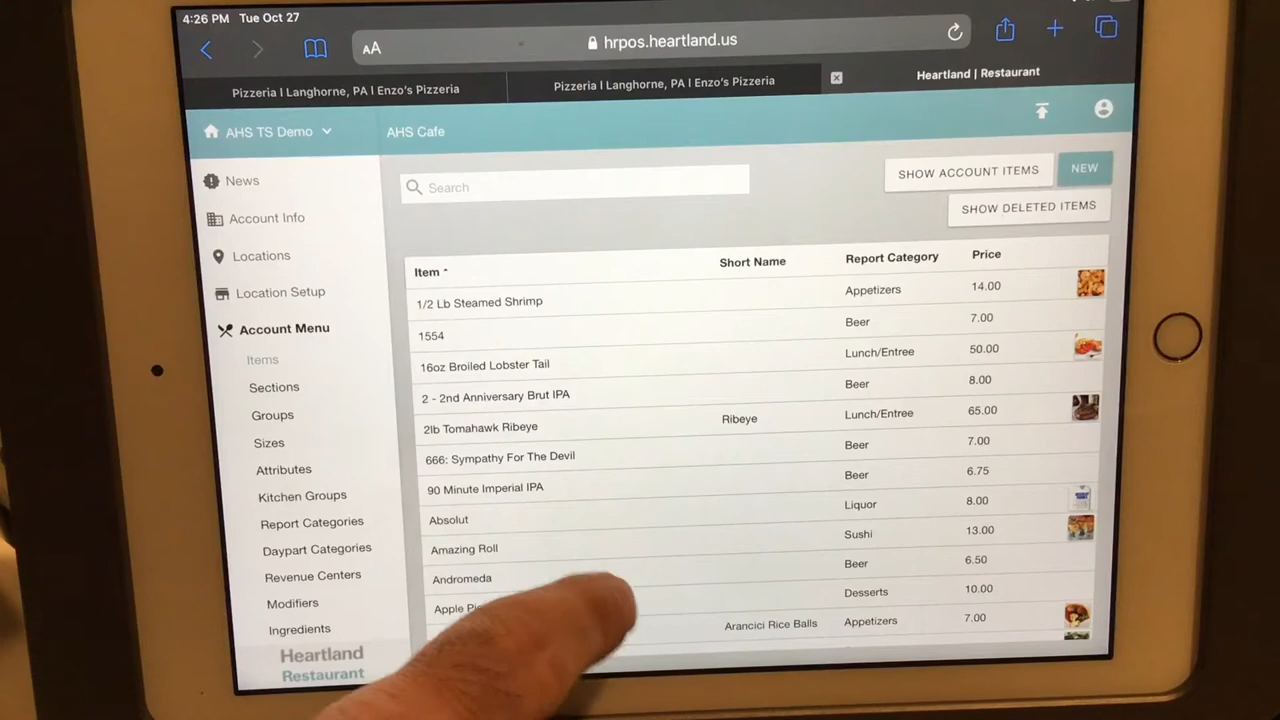 4:26 PM Tue Oct 27
AA hrpos.heartland.us
Pizzeria I Langhorne, PA I Enzo's Pizzeria Pizzeria I Langhorne, PA I Enzo's Pizzeria Heartland | Restaurant
AHS TS Demo AHS Cafe
News
Account Info
Locations
Location Setup
Account Menu
Items
Sections
Groups
Sizes
Attributes
Kitchen Groups
Report Categories
Daypart Categories
Revenue Centers
Modifiers
Ingredients
Heartland
Restaurant
Search SHOW ACCOUNT ITEMS NEW
SHOW DELETED ITEMS
Item Short Name Report Category Price
1/2 Lb Steamed Shrimp Appetizers 14.00
1554 Beer 7.00
16oz Broiled Lobster Tail Lunch/Entree 50.00
2 - 2nd Anniversary Brut IPA Beer 8.00
2lb Tomahawk Ribeye Ribeye Lunch/Entree 65.00
666: Sympathy For The Devil Beer 7.00
90 Minute Imperial IPA Beer 6.75
Absolut Liquor 8.00
Amazing Roll Sushi 13.00
Andromeda Beer 6.50
Apple Desserts 10.00
Arancici Rice Balls Appetizers 7.00